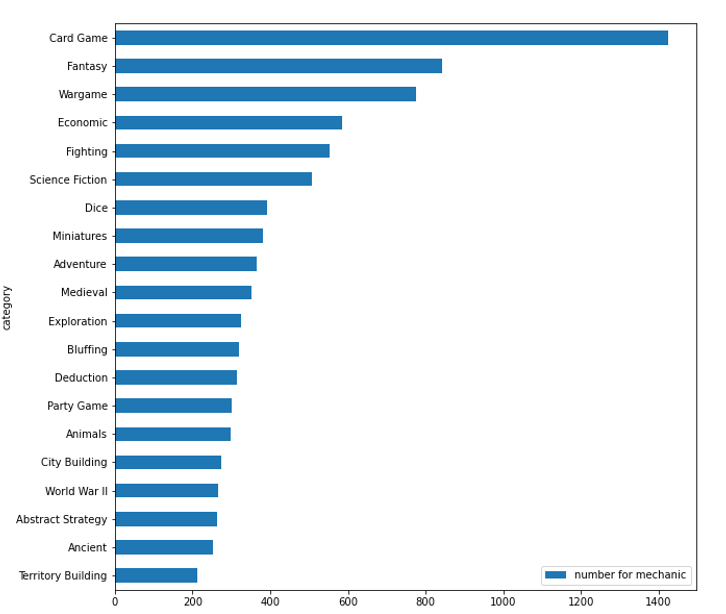 Card Game
Fantasy
Wargame
Economic
Fighting
Science Fiction
Dice
Miniatures
Adventure
Medieval
Exploration
Bluffing
Deduction
Party Game
Animals
City Building
World War II
Abstract Strategy
Ancient
Territory Building
category
number for mechanic
0 200 400 600 800 1000 1200 1400